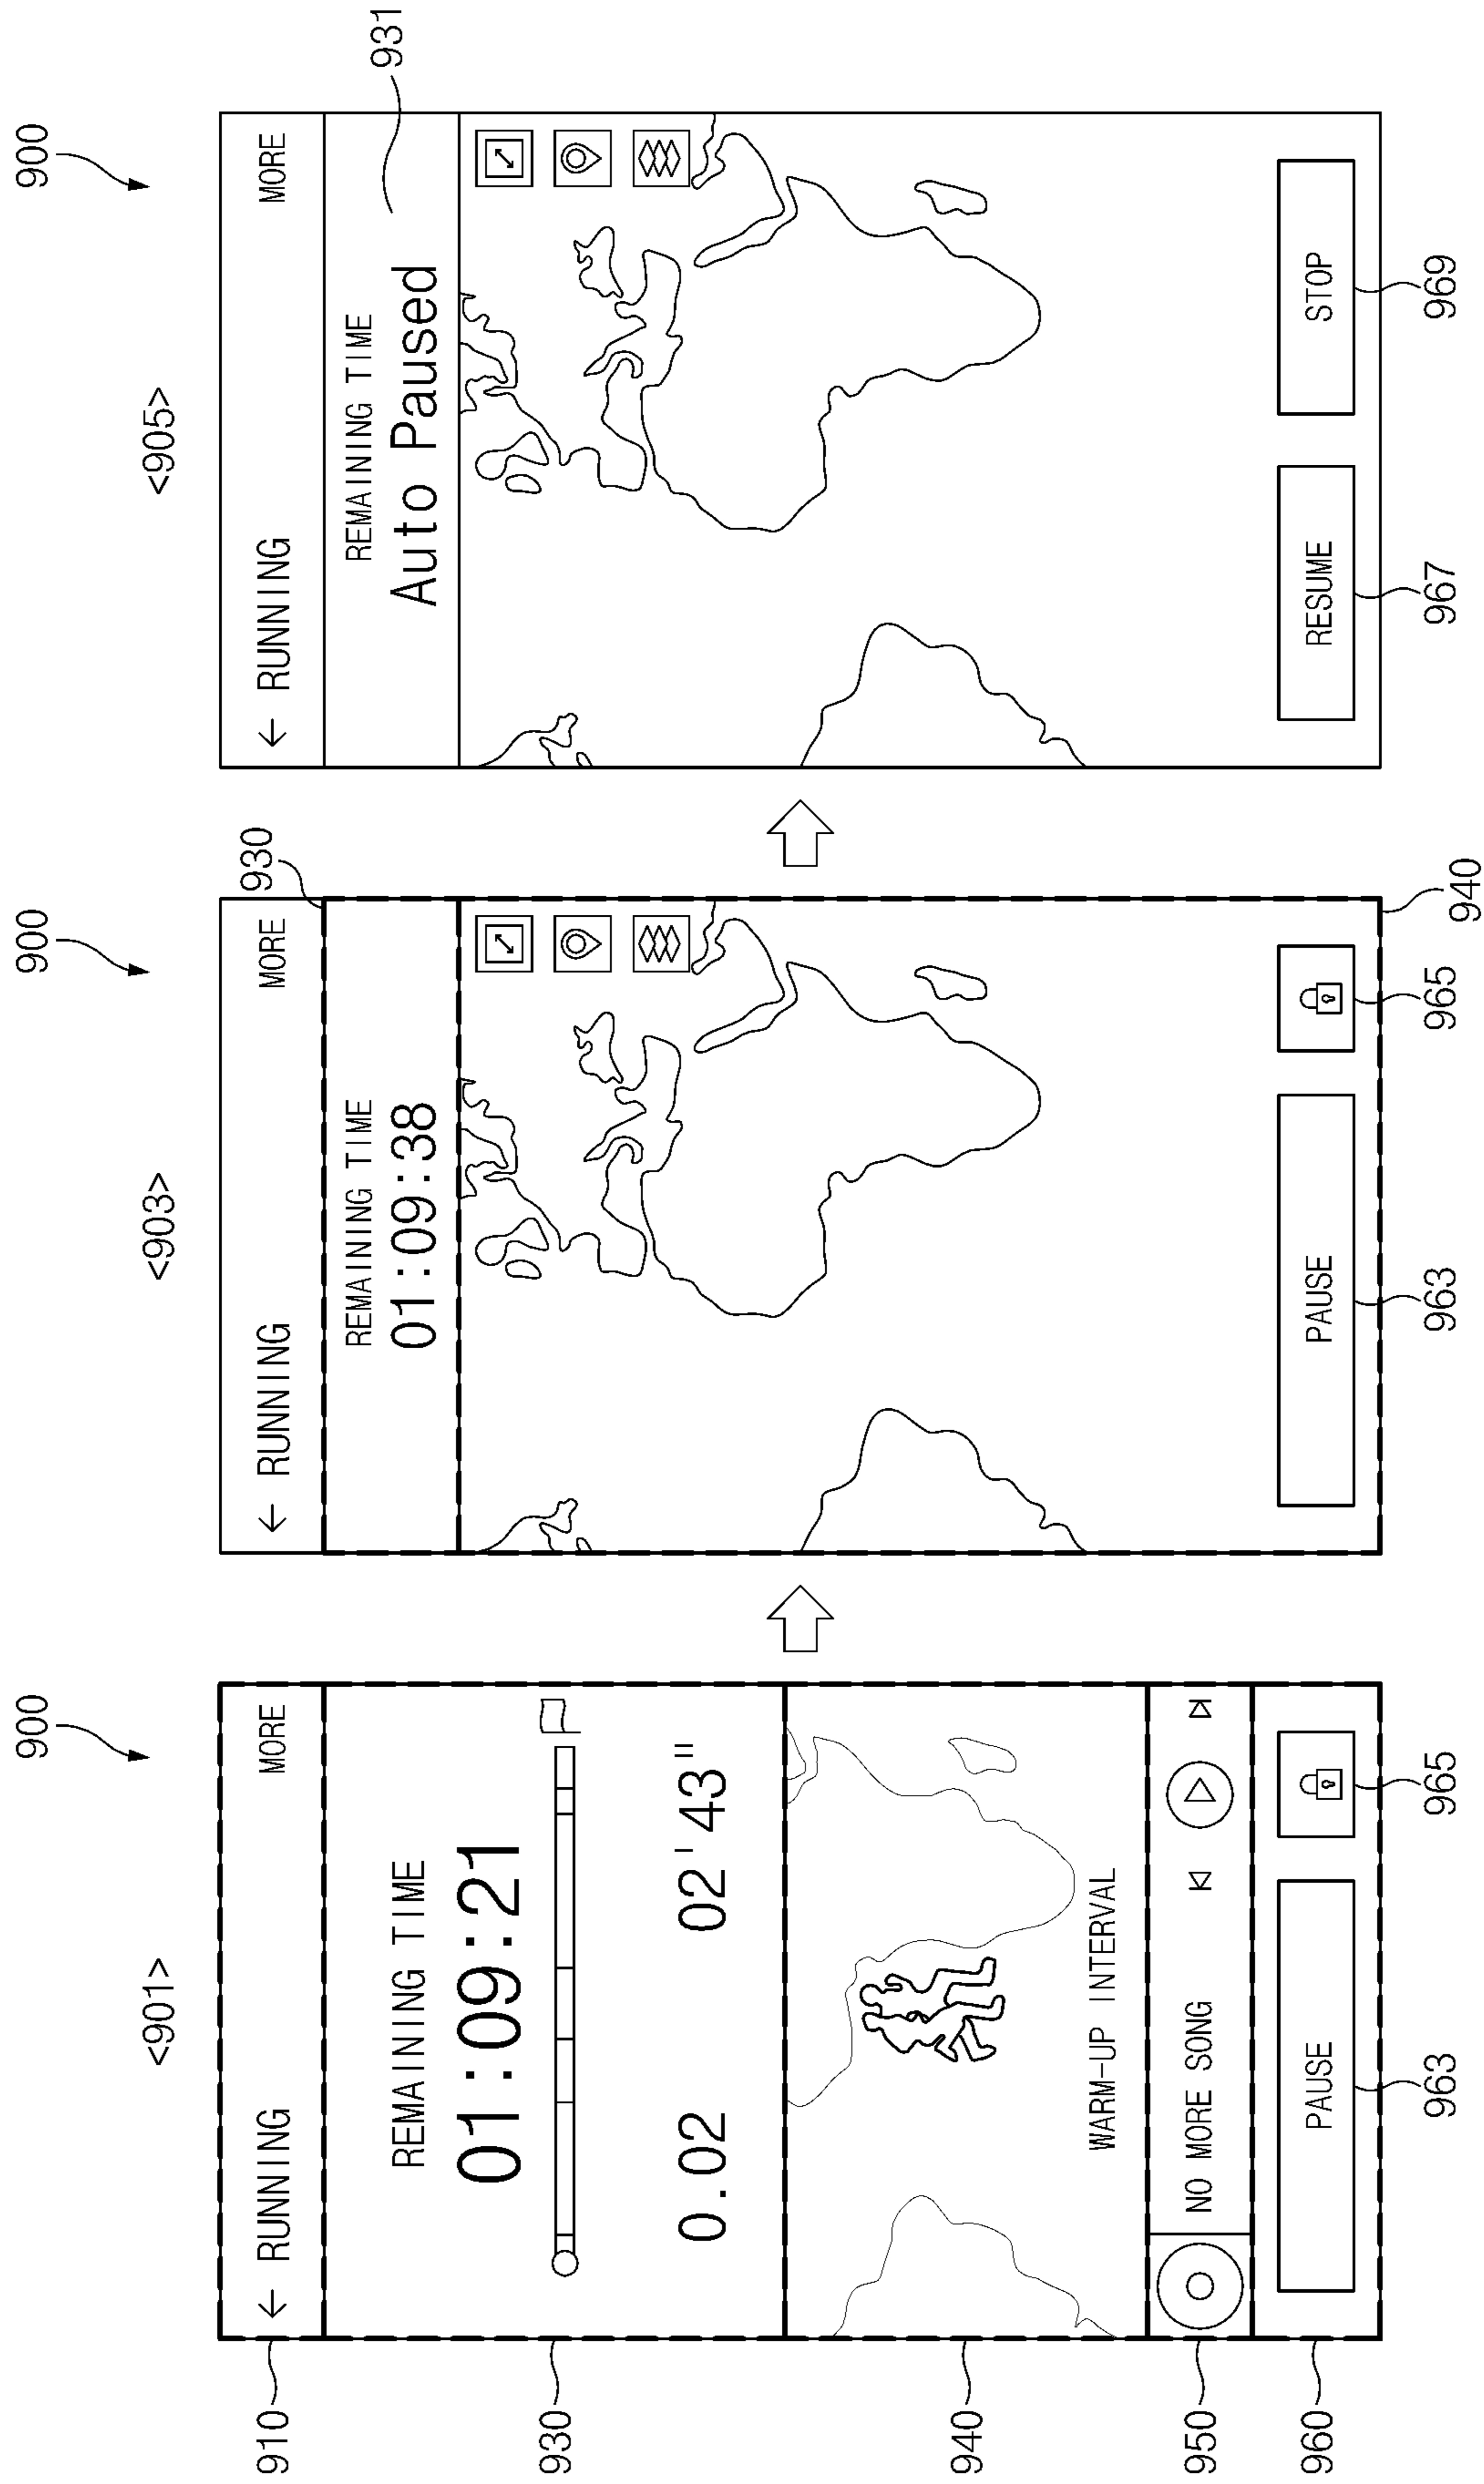 <901>
900
910
← RUNNING MORE
930
REMAINING TIME
01:09:21
0.02 02'43"
940
WARM-UP INTERVAL
950
NO MORE SONG
960
PAUSE
963 965
<903>
900
← RUNNING MORE
930
REMAINING TIME
01:09:38
PAUSE
940
963 965
<905>
900
← RUNNING MORE
REMAINING TIME
931
Auto Paused
RESUME STOP
967 969